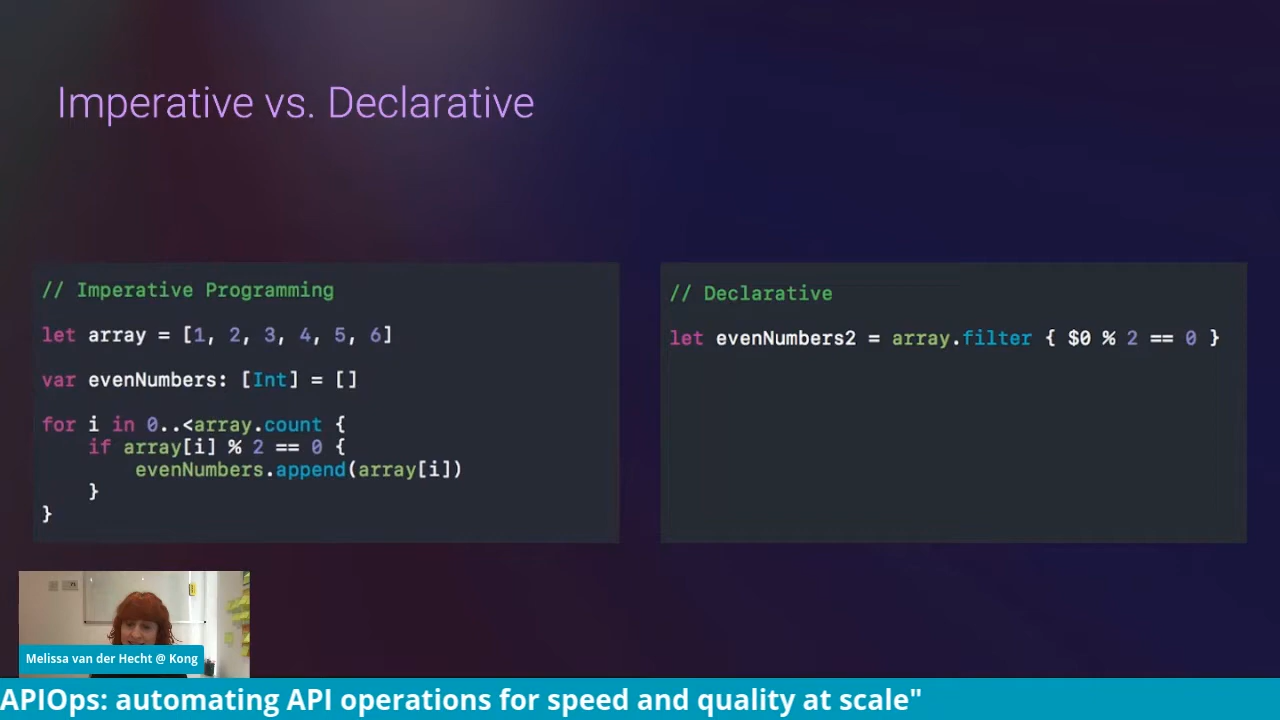 Imperative vs. Declarative
// Imperative Programming
let array = [1, 2, 3, 4, 5, 6]
var evenNumbers: [Int] = []
for i in 0..<array.count {
    if array[i] % 2 == 0 {
        evenNumbers.append(array[i])
    }
}
// Declarative
let evenNumbers2 = array.filter { $0 % 2 == 0 }
Melissa van der Hecht @ Kong
APIOps: automating API operations for speed and quality at scale"